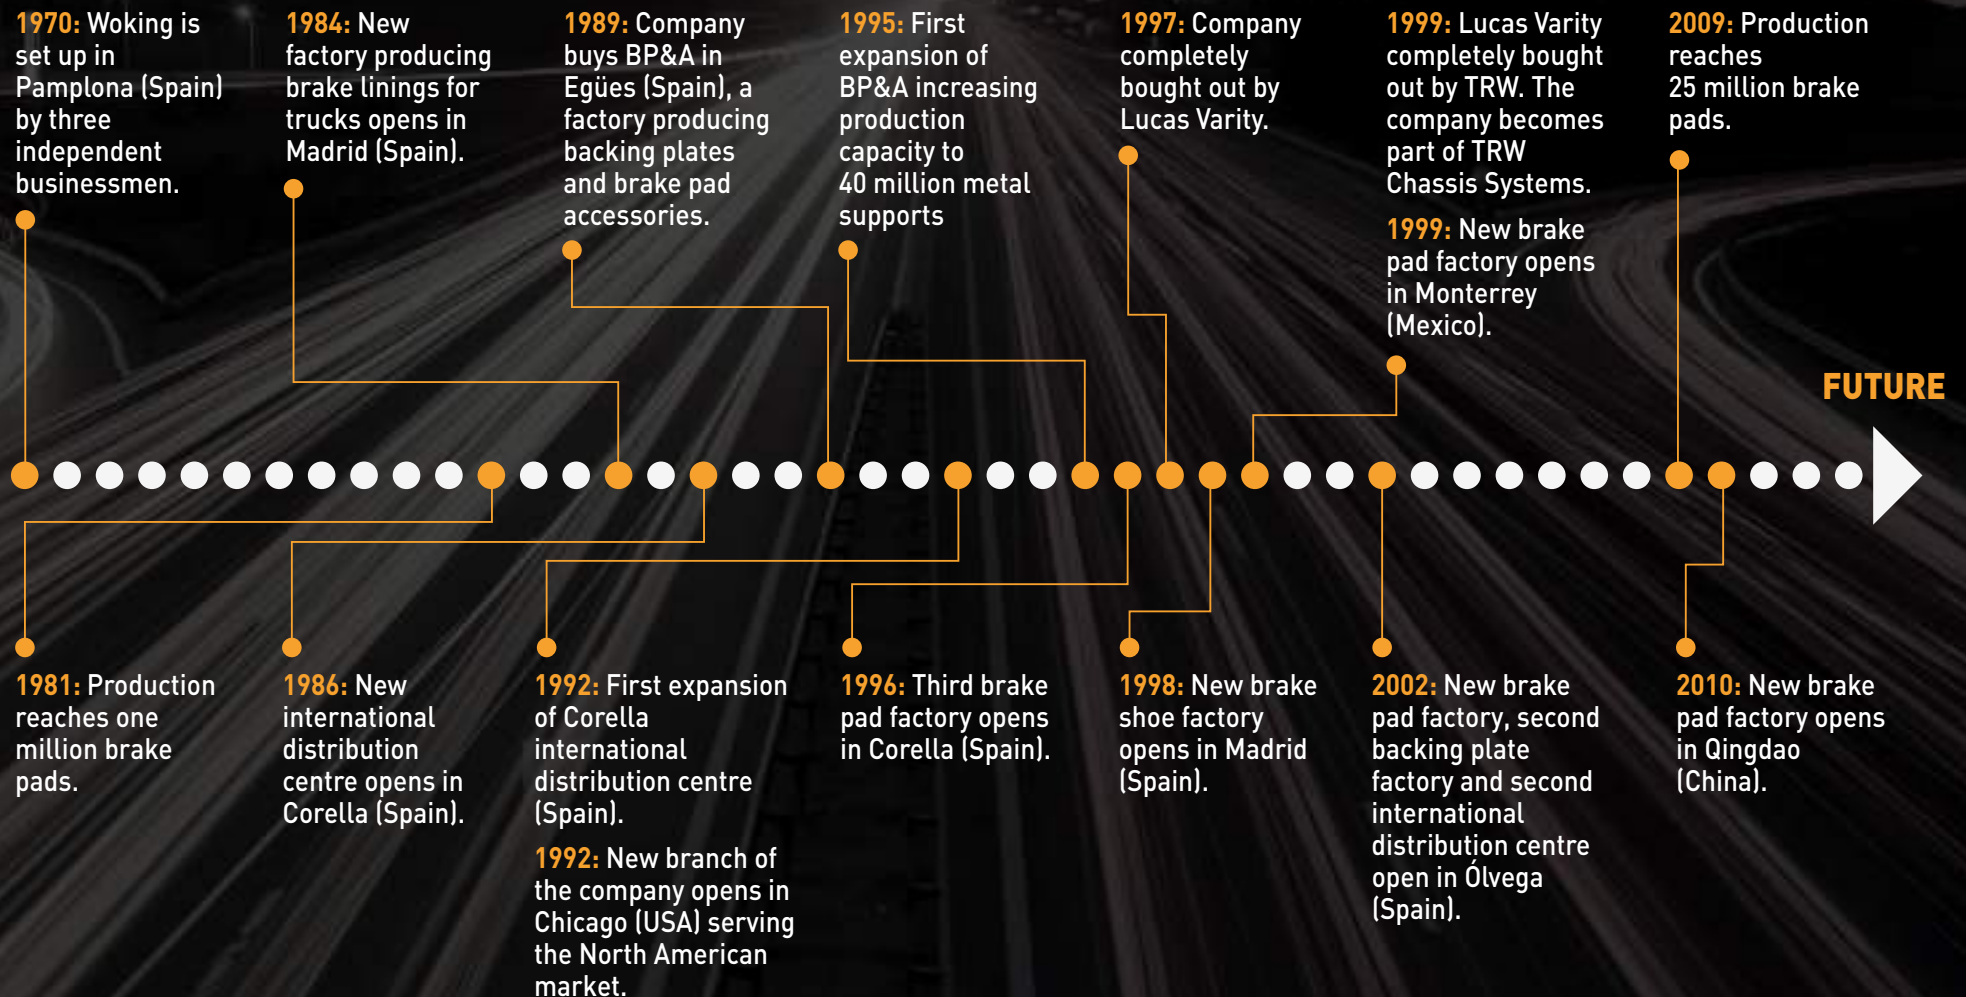 1970: Woking is
set up in
Pamplona (Spain)
by three
independent
businessmen.
1984: New
factory producing
brake linings for
trucks opens in
Madrid (Spain).
1989: Company
buys BP&A in
Egües (Spain), a
factory producing
backing plates
and brake pad
accessories.
1995: First
expansion of
BP&A increasing
production
capacity to
40 million metal
supports
1997: Company
completely
bought out by
Lucas Varity.
1999: Lucas Varity
completely bought
out by TRW. The
company becomes
part of TRW
Chassis Systems.
1999: New brake
pad factory opens
in Monterrey
(Mexico).
2009: Production
reaches
25 million brake
pads.
FUTURE
1981: Production
reaches one
million brake
pads.
1986: New
international
distribution
centre opens in
Corella (Spain).
1992: First expansion
of Corella
international
distribution centre
(Spain).
1992: New branch of
the company opens in
Chicago (USA) serving
the North American
market.
1996: Third brake
pad factory opens
in Corella (Spain).
1998: New brake
shoe factory
opens in Madrid
(Spain).
2002: New brake
pad factory, second
backing plate
factory and second
international
distribution centre
open in Ólvega
(Spain).
2010: New brake
pad factory opens
in Qingdao
(China).